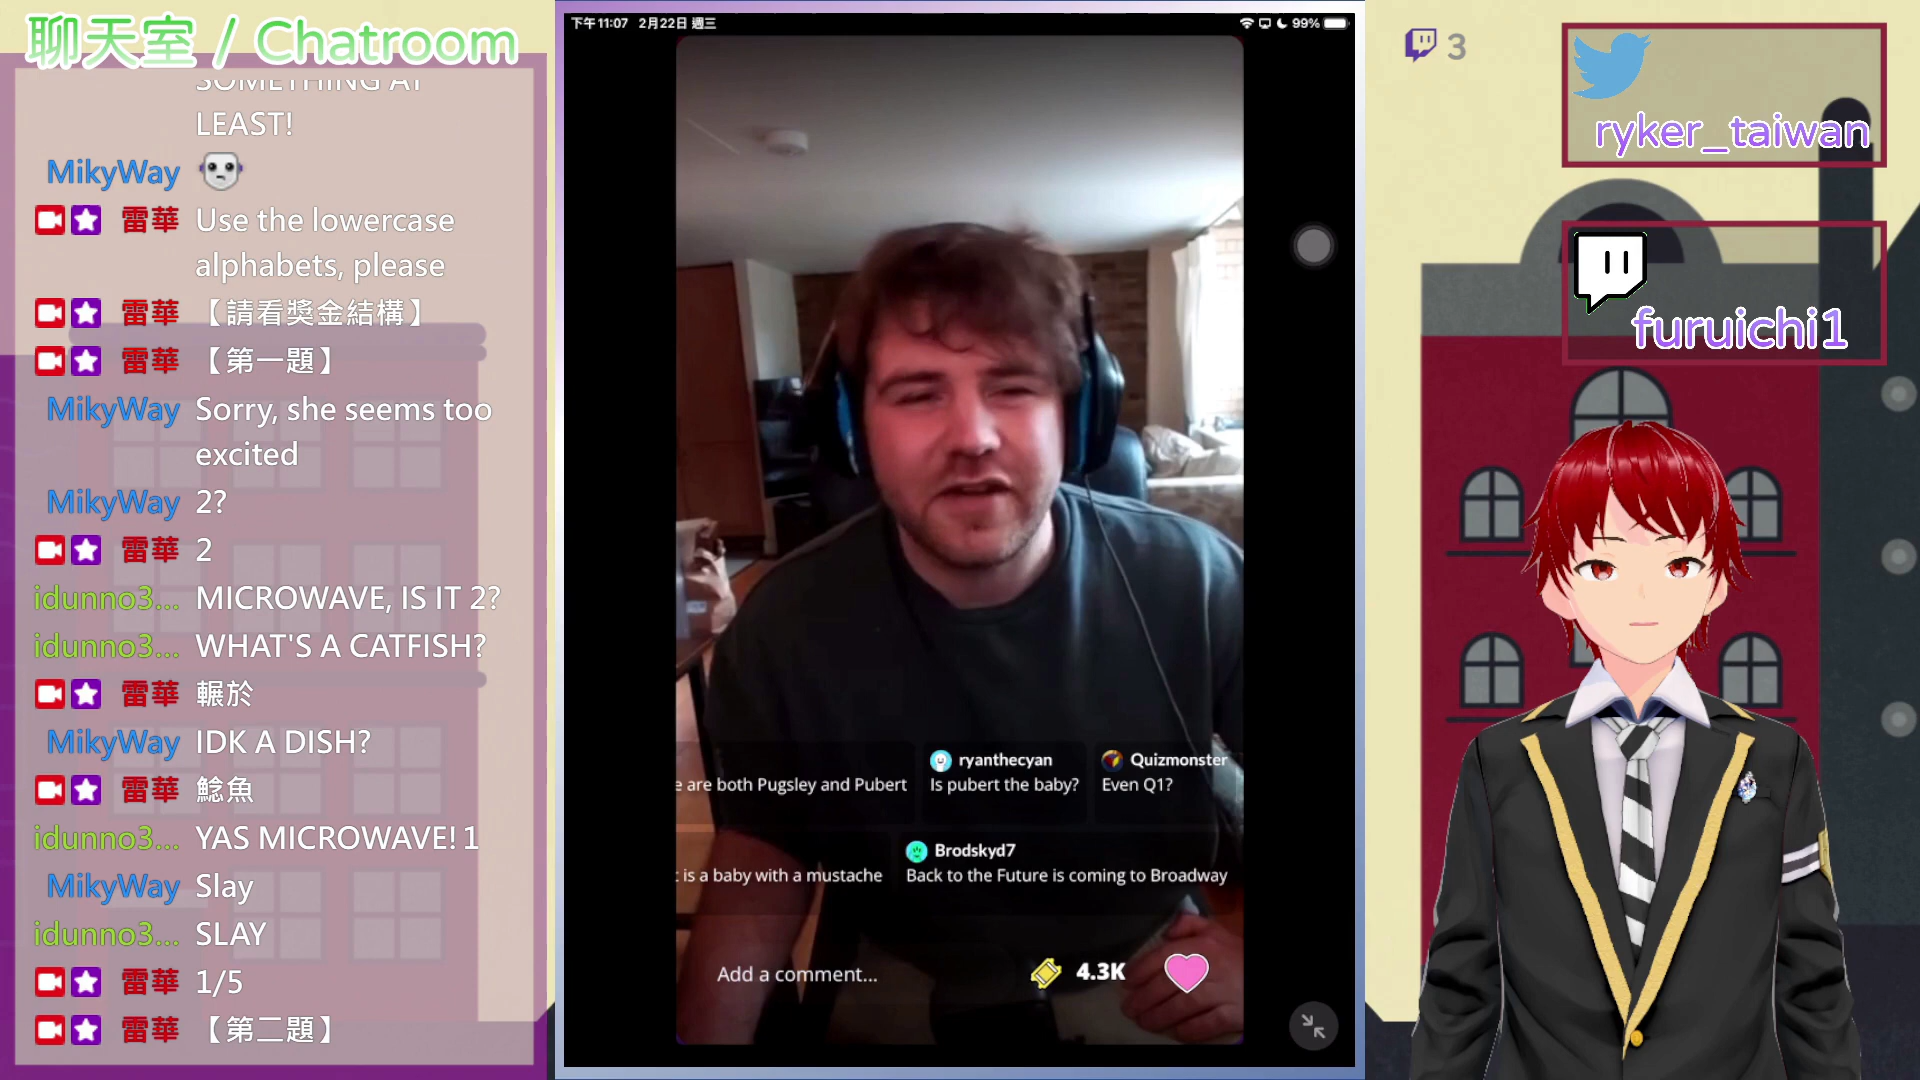 聊天室 / Chatroom
SOMETHING AT
LEAST!
MikyWay
雷華 Use the lowercase
alphabets, please
雷華 【請看獎金結構】
雷華 【第一題】
MikyWay Sorry, she seems too
excited
MikyWay 2?
雷華 2
idunno3... MICROWAVE, IS IT 2?
idunno3... WHAT'S A CATFISH?
雷華 輾於
MikyWay IDK A DISH?
雷華 鯰魚
idunno3... YAS MICROWAVE! 1
MikyWay Slay
idunno3... SLAY
雷華 1/5
雷華 【第二題】
下午11:07 2月22日 週三
99%
ryanthecyan
Quizmonster
e are both Pugsley and Pubert
Is pubert the baby?
Even Q1?
Brodskyd7
is a baby with a mustache
Back to the Future is coming to Broadway
Add a comment...
4.3K
3
ryker_taiwan
furuichi1